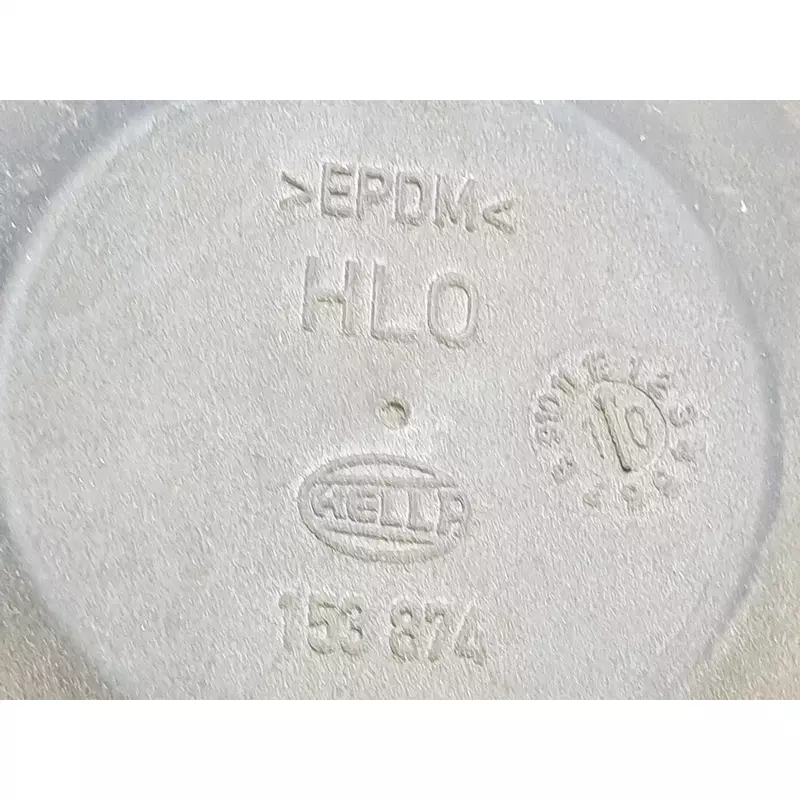 >EPDM<
HLO
10
HELLA
153 874